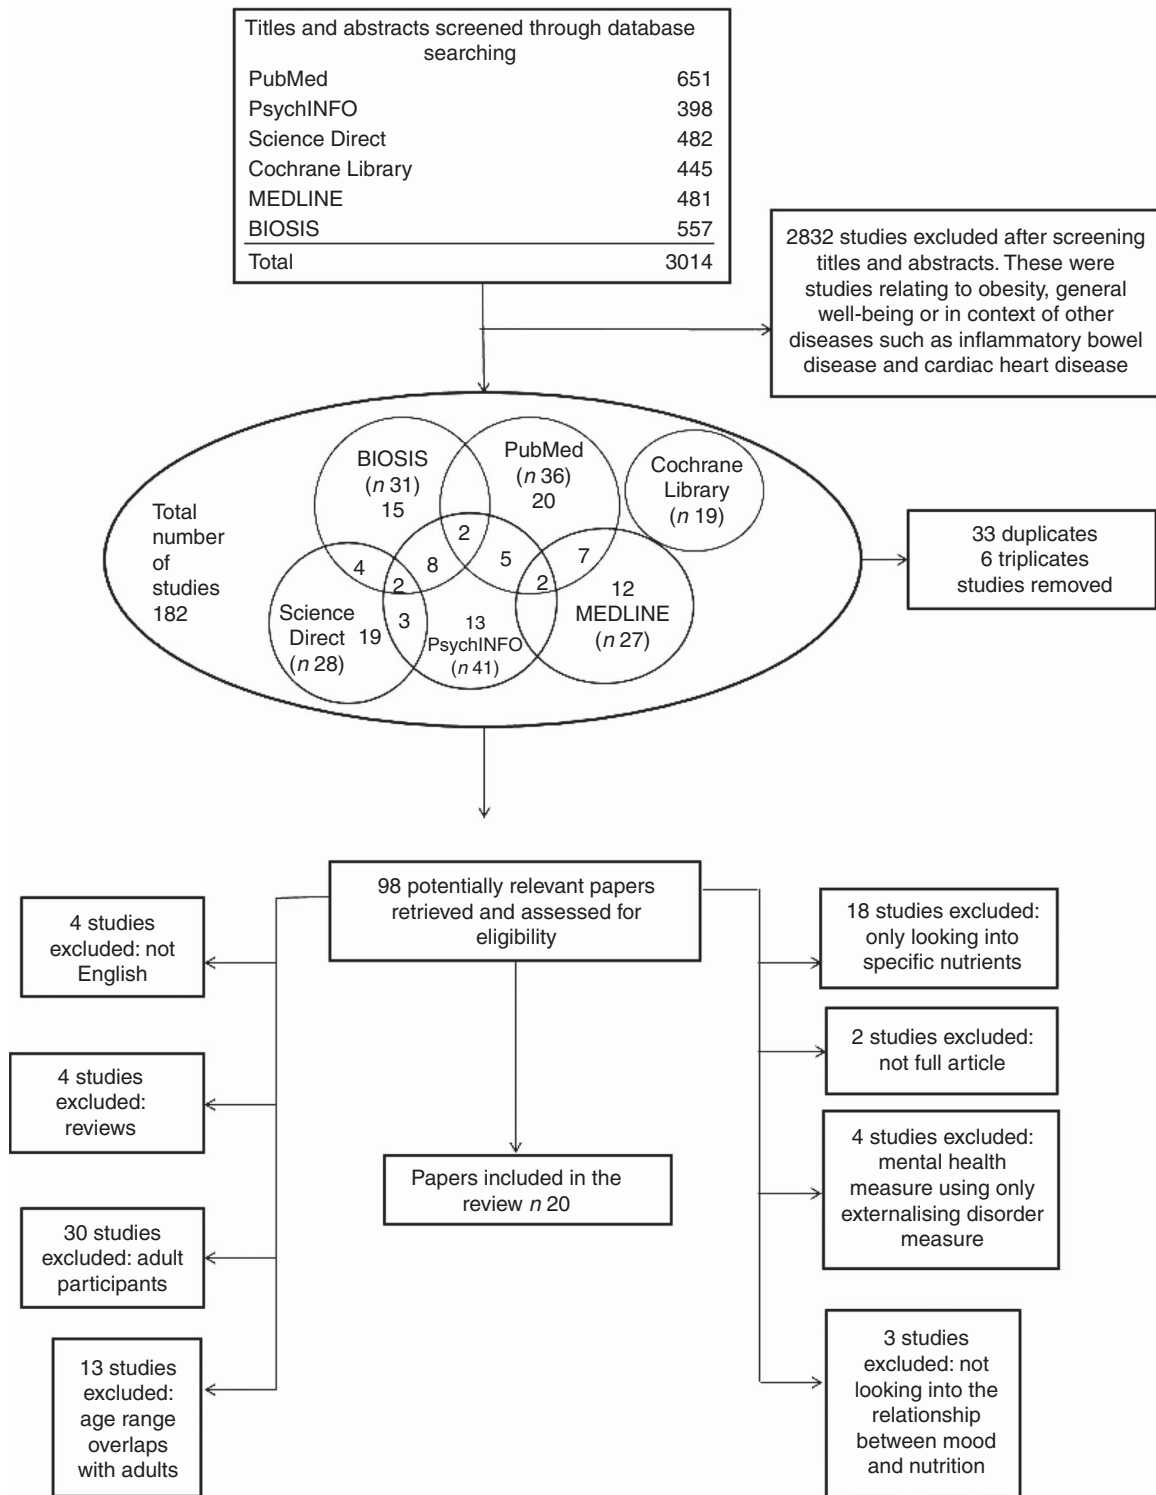 Titles and abstracts screened through database
searching
PubMed 651
PsychINFO 398
Science Direct 482
Cochrane Library 445
MEDLINE 481
BIOSIS 557
Total 3014
2832 studies excluded after screening
titles and abstracts. These were
studies relating to obesity, general
well-being or in context of other
diseases such as inflammatory bowel
disease and cardiac heart disease
Total
number
of
studies
182
BIOSIS
(n 31)
15
PubMed
(n 36)
20
Cochrane
Library
(n 19)
2
4
8
5
7
2
2
3
Science
Direct 19
(n 28)
13
PsychINFO
(n 41)
12
MEDLINE
(n 27)
33 duplicates
6 triplicates
studies removed
98 potentially relevant papers
retrieved and assessed for
eligibility
4 studies
excluded: not
English
4 studies
excluded:
reviews
30 studies
excluded: adult
participants
13 studies
excluded:
age range
overlaps
with adults
Papers included in the
review n 20
18 studies excluded:
only looking into
specific nutrients
2 studies excluded:
not full article
4 studies excluded:
mental health
measure using only
externalising disorder
measure
3 studies
excluded: not
looking into the
relationship
between mood
and nutrition